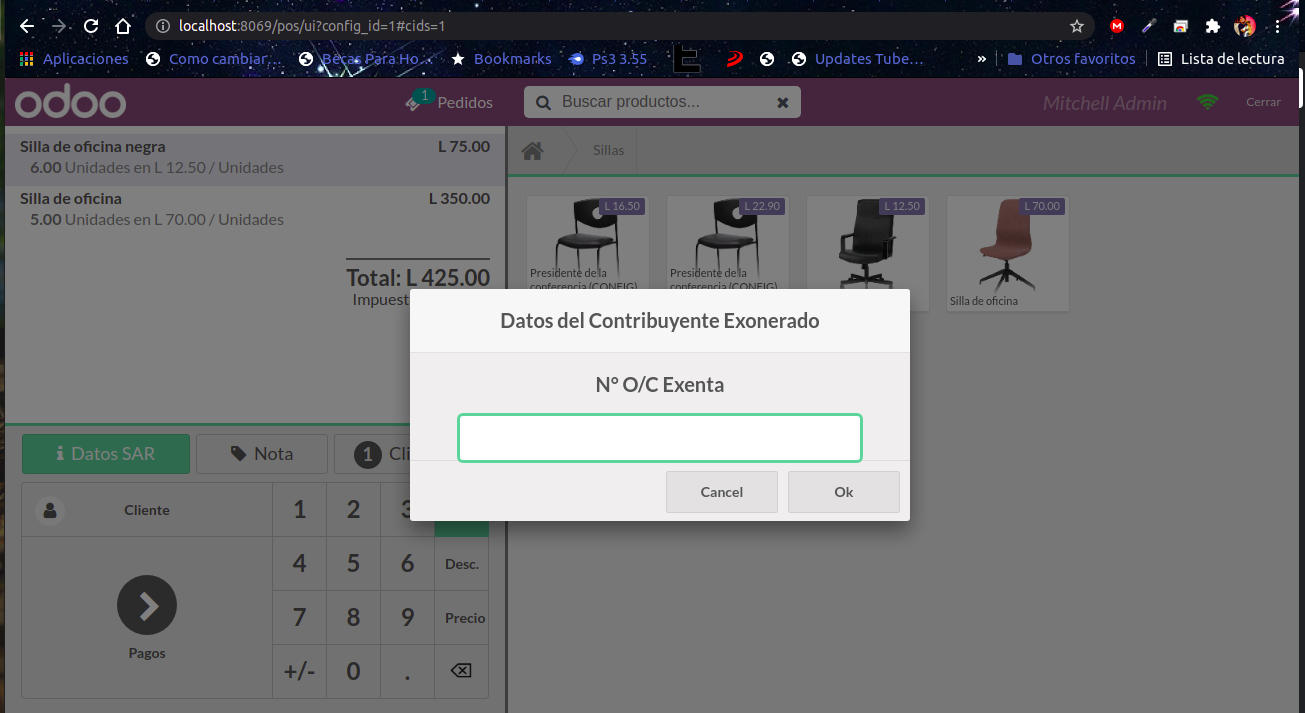 localhost:8069/pos/ui?config_id=1#cids=1
Aplicaciones
Como cambiar...
Becas Para Ho...
Bookmarks
Ps3 3.55
Updates Tube...
»
Otros favoritos
Lista de lectura
odoo
1
Pedidos
Buscar productos...
Mitchell Admin
Cerrar
Silla de oficina negra L 75.00
6.00 Unidades en L 12.50 / Unidades
Silla de oficina L 350.00
5.00 Unidades en L 70.00 / Unidades
Total: L 425.00
Impuest
Sillas
L 16.50
Presidente de la
conferencia (CONFIG)
L 22.90
Presidente de la
conferencia (CONFIG)
L 12.50
L 70.00
Silla de oficina
Datos del Contribuyente Exonerado
N° O/C Exenta
Cancel
Ok
Datos SAR
Nota
1 Cli
Cliente
1 2 3
4 5 6 Desc.
7 8 9 Precio
+/- 0 .
Pagos